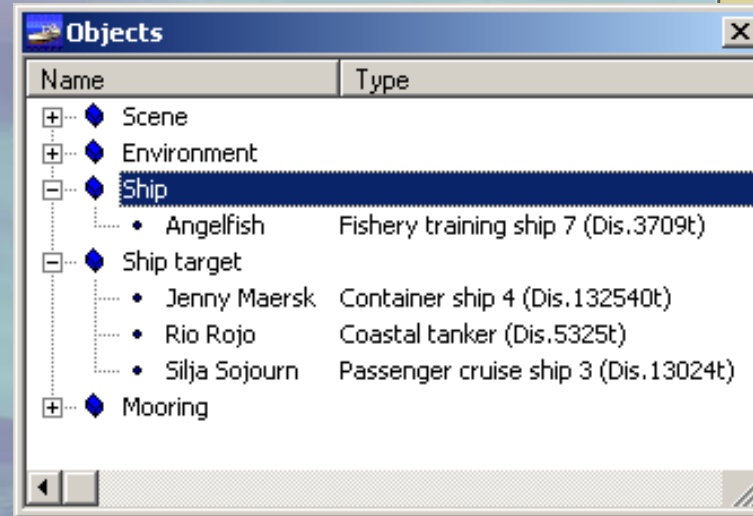 Objects
Name Type
Scene
Environment
Ship
Angelfish Fishery training ship 7 (Dis.3709t)
Ship target
Jenny Maersk Container ship 4 (Dis.132540t)
Rio Rojo Coastal tanker (Dis.5325t)
Silja Sojourn Passenger cruise ship 3 (Dis.13024t)
Mooring